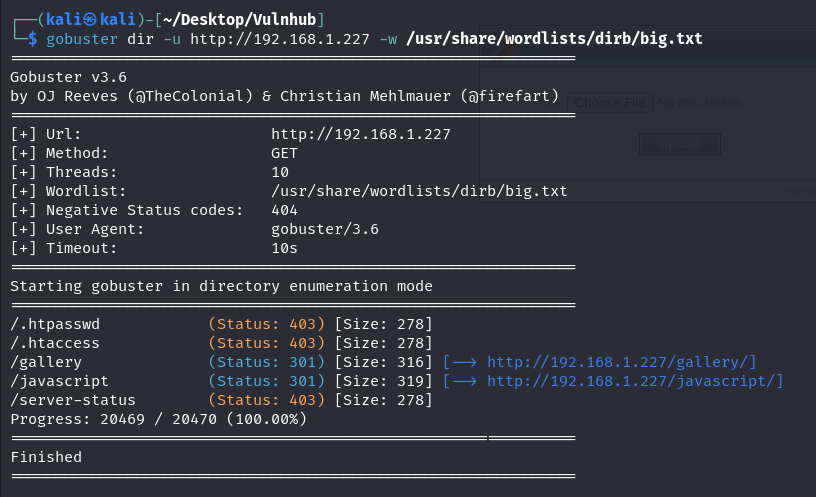 ┌──(kali㉿kali)-[~/Desktop/Vulnhub]
└─$ gobuster dir -u http://192.168.1.227 -w /usr/share/wordlists/dirb/big.txt
===============================================================
Gobuster v3.6
by OJ Reeves (@TheColonial) & Christian Mehlmauer (@firefart)
===============================================================
[+] Url:                     http://192.168.1.227
[+] Method:                  GET
[+] Threads:                 10
[+] Wordlist:                /usr/share/wordlists/dirb/big.txt
[+] Negative Status codes:   404
[+] User Agent:              gobuster/3.6
[+] Timeout:                 10s
===============================================================
Starting gobuster in directory enumeration mode
===============================================================
/.htpasswd            (Status: 403) [Size: 278]
/.htaccess            (Status: 403) [Size: 278]
/gallery              (Status: 301) [Size: 316] [--> http://192.168.1.227/gallery/]
/javascript           (Status: 301) [Size: 319] [--> http://192.168.1.227/javascript/]
/server-status        (Status: 403) [Size: 278]
Progress: 20469 / 20470 (100.00%)
===============================================================
Finished
===============================================================
Choose File No file chosen